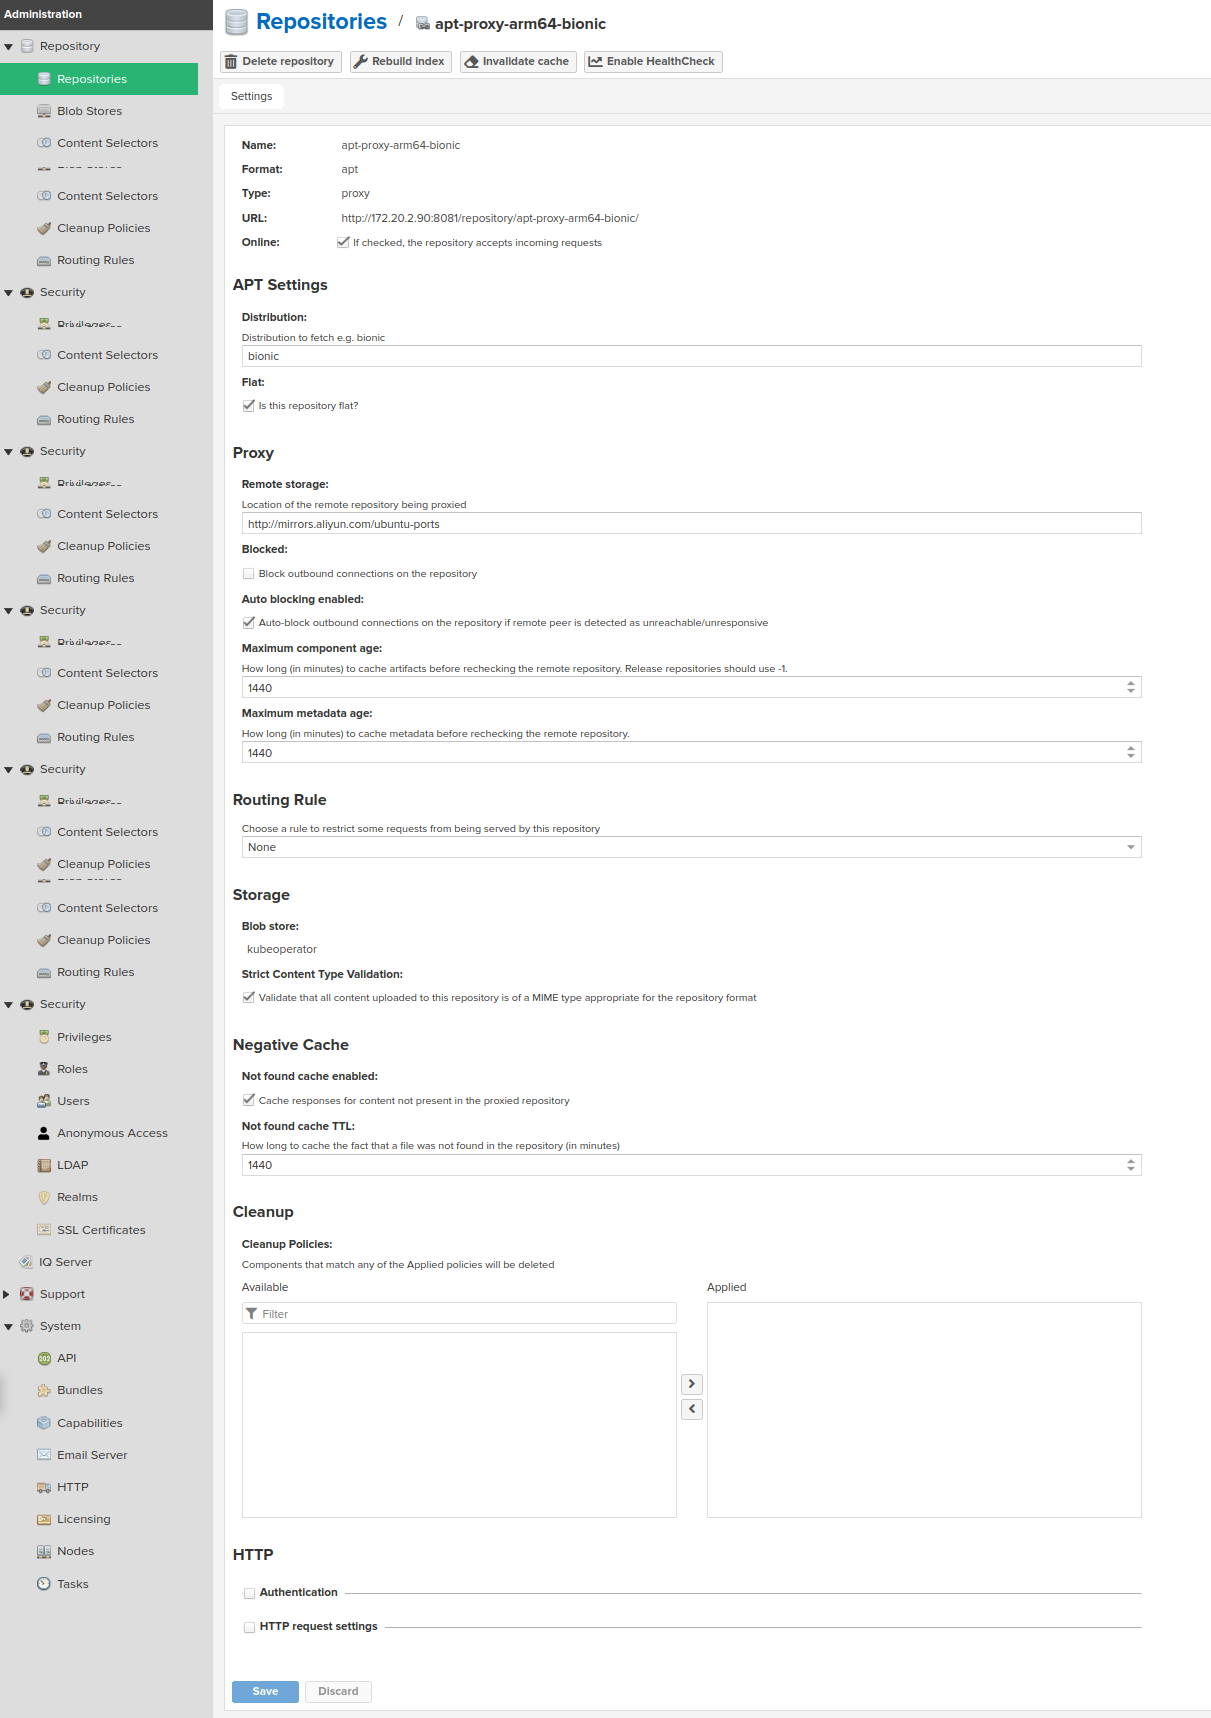 Administration
Repository
Repositories
Blob Stores
Content Selectors
Content Selectors
Cleanup Policies
Routing Rules
Security
Content Selectors
Cleanup Policies
Routing Rules
Security
Content Selectors
Cleanup Policies
Routing Rules
Security
Content Selectors
Cleanup Policies
Routing Rules
Security
Content Selectors
Cleanup Policies
Content Selectors
Cleanup Policies
Routing Rules
Security
Privileges
Roles
Users
Anonymous Access
LDAP
Realms
SSL Certificates
IQ Server
Support
System
API
Bundles
Capabilities
Email Server
HTTP
Licensing
Nodes
Tasks
Repositories / apt-proxy-arm64-bionic
Delete repository Rebuild index Invalidate cache Enable HealthCheck
Settings
Name: apt-proxy-arm64-bionic
Format: apt
Type: proxy
URL: http://172.20.2.90:8081/repository/apt-proxy-arm64-bionic/
Online: If checked, the repository accepts incoming requests
APT Settings
Distribution:
Distribution to fetch e.g. bionic
bionic
Flat:
Is this repository flat?
Proxy
Remote storage:
Location of the remote repository being proxied
http://mirrors.aliyun.com/ubuntu-ports
Blocked:
Block outbound connections on the repository
Auto blocking enabled:
Auto-block outbound connections on the repository if remote peer is detected as unreachable/unresponsive
Maximum component age:
How long (in minutes) to cache artifacts before rechecking the remote repository. Release repositories should use -1.
1440
Maximum metadata age:
How long (in minutes) to cache metadata before rechecking the remote repository.
1440
Routing Rule
Choose a rule to restrict some requests from being served by this repository
None
Storage
Blob store:
kubeoperator
Strict Content Type Validation:
Validate that all content uploaded to this repository is of a MIME type appropriate for the repository format
Negative Cache
Not found cache enabled:
Cache responses for content not present in the proxied repository
Not found cache TTL:
How long to cache the fact that a file was not found in the repository (in minutes)
1440
Cleanup
Cleanup Policies:
Components that match any of the Applied policies will be deleted
Available Applied
Filter
HTTP
Authentication
HTTP request settings
Save Discard